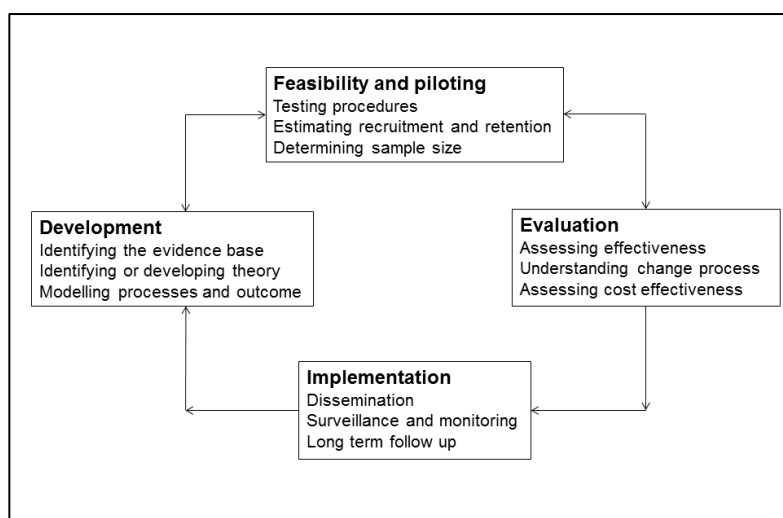 Feasibility and piloting
Testing procedures
Estimating recruitment and retention
Determining sample size
Development
Identifying the evidence base
Identifying or developing theory
Modelling processes and outcome
Evaluation
Assessing effectiveness
Understanding change process
Assessing cost effectiveness
Implementation
Dissemination
Surveillance and monitoring
Long term follow up